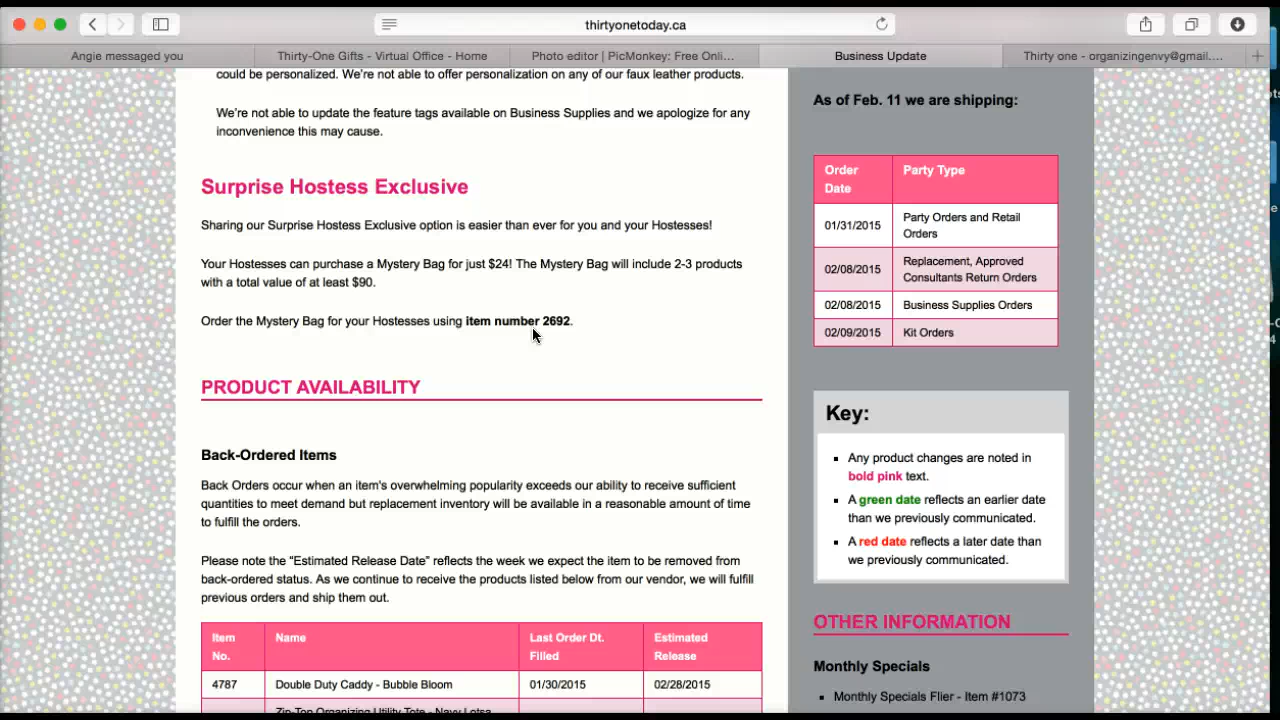 thirtyonetoday.ca
Angie messaged you
Thirty-One Gifts - Virtual Office - Home
Photo editor | PicMonkey: Free Onli...
Business Update
Thirty one - organizingenvy@gmail....
could be personalized. We're not able to offer personalization on any of our faux leather products.
We're not able to update the feature tags available on Business Supplies and we apologize for any
inconvenience this may cause.
Surprise Hostess Exclusive
Sharing our Surprise Hostess Exclusive option is easier than ever for you and your Hostesses!
Your Hostesses can purchase a Mystery Bag for just $24! The Mystery Bag will include 2-3 products
with a total value of at least $90.
Order the Mystery Bag for your Hostesses using item number 2692.
PRODUCT AVAILABILITY
Back-Ordered Items
Back Orders occur when an item's overwhelming popularity exceeds our ability to receive sufficient
quantities to meet demand but replacement inventory will be available in a reasonable amount of time
to fulfill the orders.
Please note the “Estimated Release Date” reflects the week we expect the item to be removed from
back-ordered status. As we continue to receive the products listed below from our vendor, we will fulfill
previous orders and ship them out.
Item No. Name Last Order Dt. Filled Estimated Release
4787 Double Duty Caddy - Bubble Bloom 01/30/2015 02/28/2015
Zip-Top Organizing Utility Tote - Navy Lotsa
As of Feb. 11 we are shipping:
Order Date Party Type
01/31/2015 Party Orders and Retail Orders
02/08/2015 Replacement, Approved Consultants Return Orders
02/08/2015 Business Supplies Orders
02/09/2015 Kit Orders
Key:
Any product changes are noted in
bold pink text.
A green date reflects an earlier date
than we previously communicated.
A red date reflects a later date than
we previously communicated.
OTHER INFORMATION
Monthly Specials
Monthly Specials Flier - Item #1073